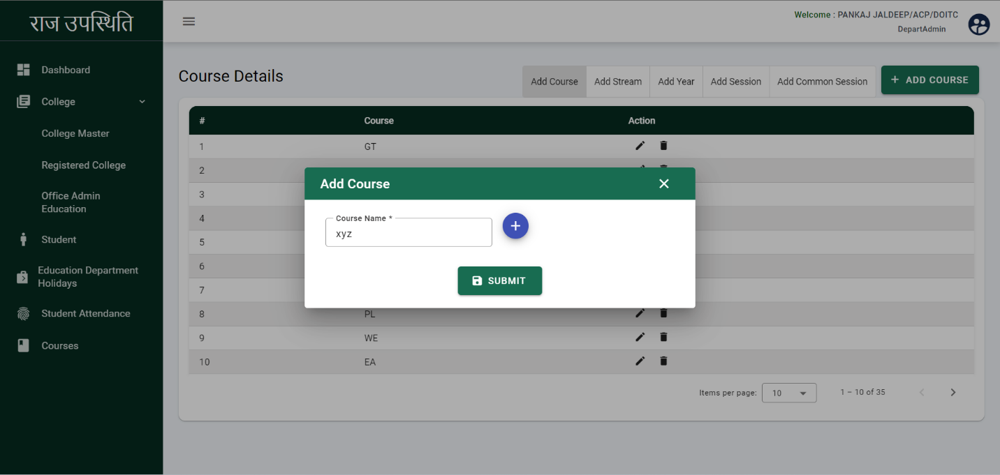 राज उपस्थिति
Welcome : PANKAJ JALDEEP/ACP/DOITC
DepartAdmin
Dashboard
College
College Master
Registered College
Office Admin
Education
Student
Education Department
Holidays
Student Attendance
Courses
Course Details
Add Course Add Stream Add Year Add Session Add Common Session + ADD COURSE
# Course Action
1 GT
2
3
4
5
6
7
8 PL
9 WE
10 EA
Add Course
Course Name *
xyz
SUBMIT
Items per page: 10 1 – 10 of 35